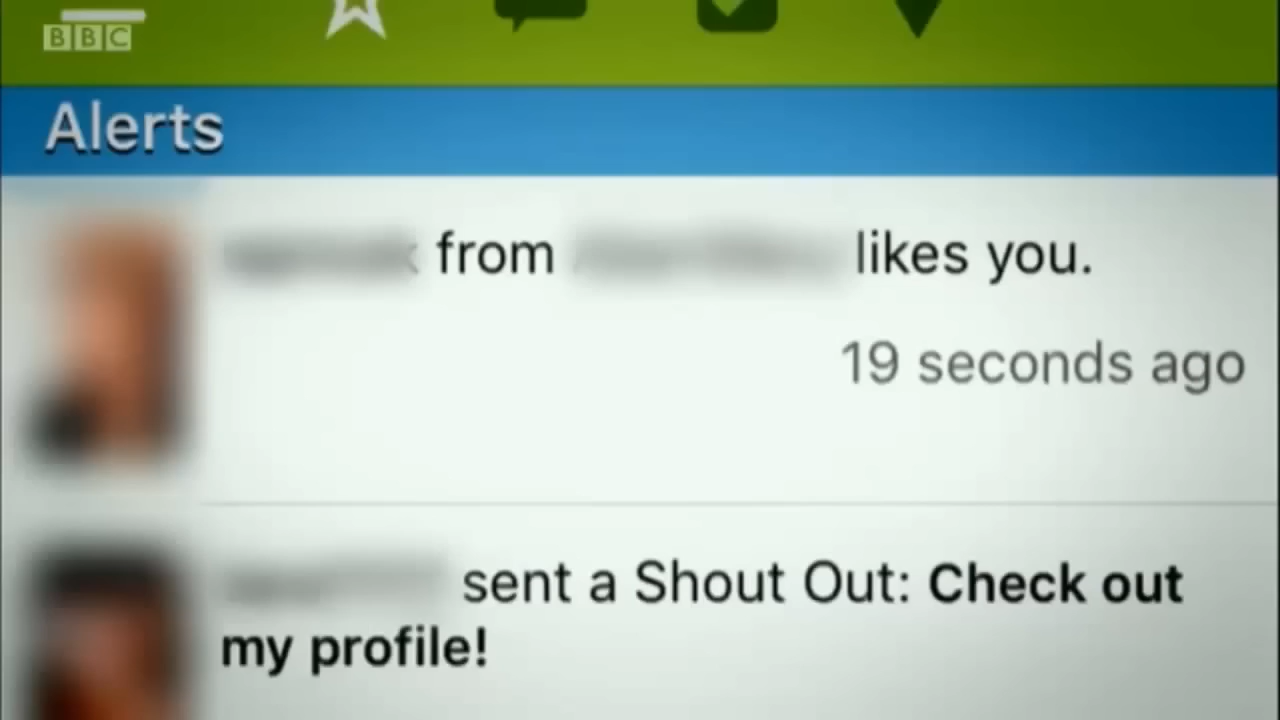 BBC
Alerts
from likes you.
19 seconds ago
sent a Shout Out: Check out
my profile!